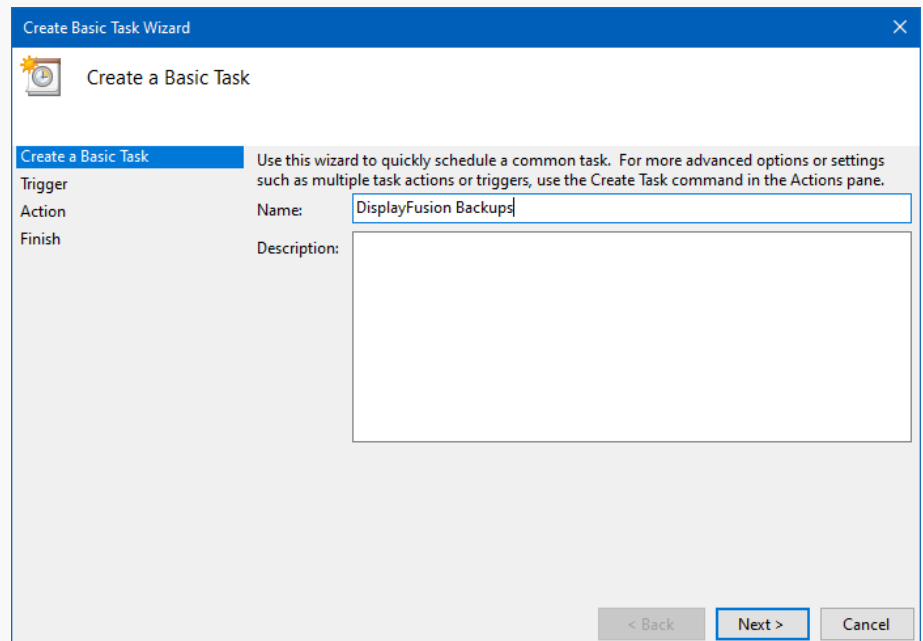 Create Basic Task Wizard
Create a Basic Task
Create a Basic Task
Trigger
Action
Finish
Use this wizard to quickly schedule a common task.  For more advanced options or settings
such as multiple task actions or triggers, use the Create Task command in the Actions pane.
Name: DisplayFusion Backups
Description:
< Back Next > Cancel